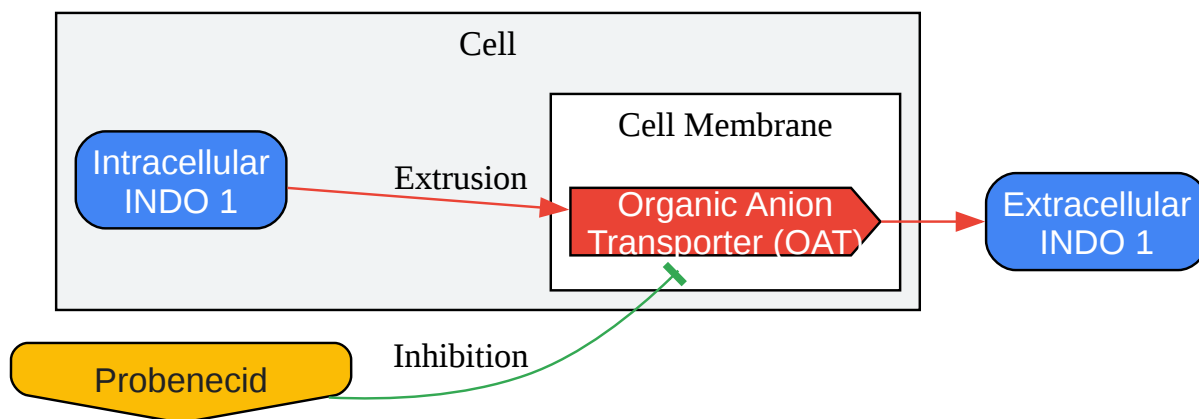 Cell
Cell Membrane
Intracellular
INDO 1
Extrusion
Organic Anion
Transporter (OAT)
Extracellular
INDO 1
Inhibition
Probenecid